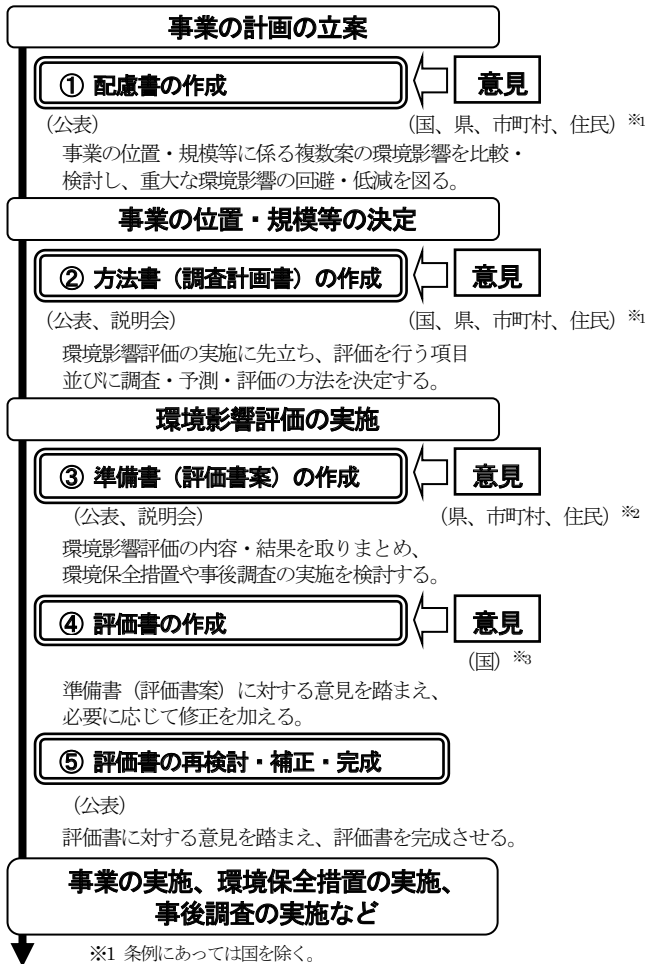 事業の計画の立案
① 配慮書の作成
意見
(公表)
(国、県、市町村、住民) ※1
事業の位置・規模等に係る複数案の環境影響を比較・
検討し、重大な環境影響の回避・低減を図る。
事業の位置・規模等の決定
② 方法書（調査計画書）の作成
意見
(公表、説明会)
(国、県、市町村、住民) ※1
環境影響評価の実施に先立ち、評価を行う項目
並びに調査・予測・評価の方法を決定する。
環境影響評価の実施
③ 準備書（評価書案）の作成
意見
(公表、説明会)
(県、市町村、住民) ※2
環境影響評価の内容・結果を取りまとめ、
環境保全措置や事後調査の実施を検討する。
④ 評価書の作成
意見
(国) ※3
準備書（評価書案）に対する意見を踏まえ、
必要に応じて修正を加える。
⑤ 評価書の再検討・補正・完成
(公表)
評価書に対する意見を踏まえ、評価書を完成させる。
事業の実施、環境保全措置の実施、
事後調査の実施など
※1 条例にあっては国を除く。